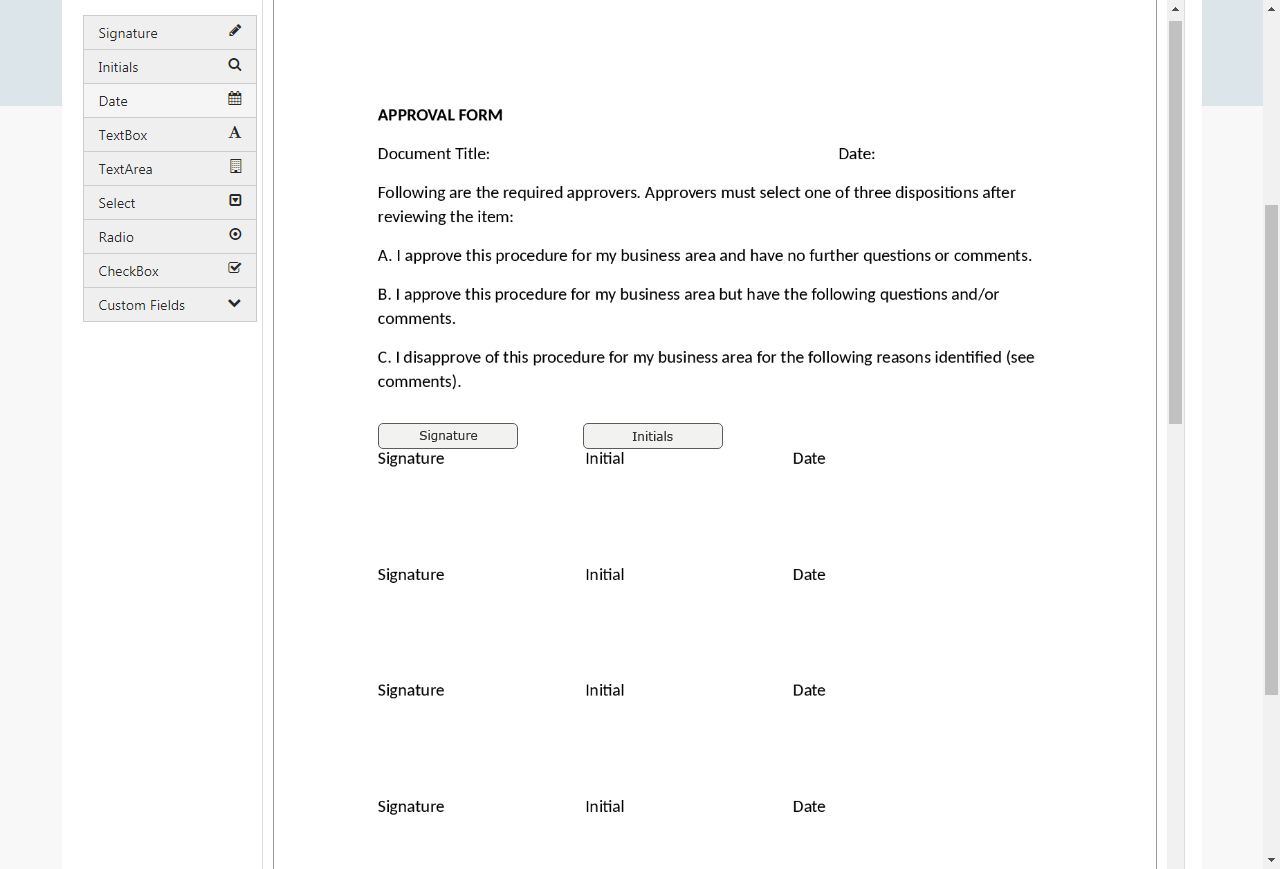 Signature
Initials
Date
TextBox
TextArea
Select
Radio
CheckBox
Custom Fields
APPROVAL FORM
Document Title: Date:
Following are the required approvers. Approvers must select one of three dispositions after
reviewing the item:
A. I approve this procedure for my business area and have no further questions or comments.
B. I approve this procedure for my business area but have the following questions and/or
comments.
C. I disapprove of this procedure for my business area for the following reasons identified (see
comments).
Signature Initials
Signature Initial Date
Signature Initial Date
Signature Initial Date
Signature Initial Date